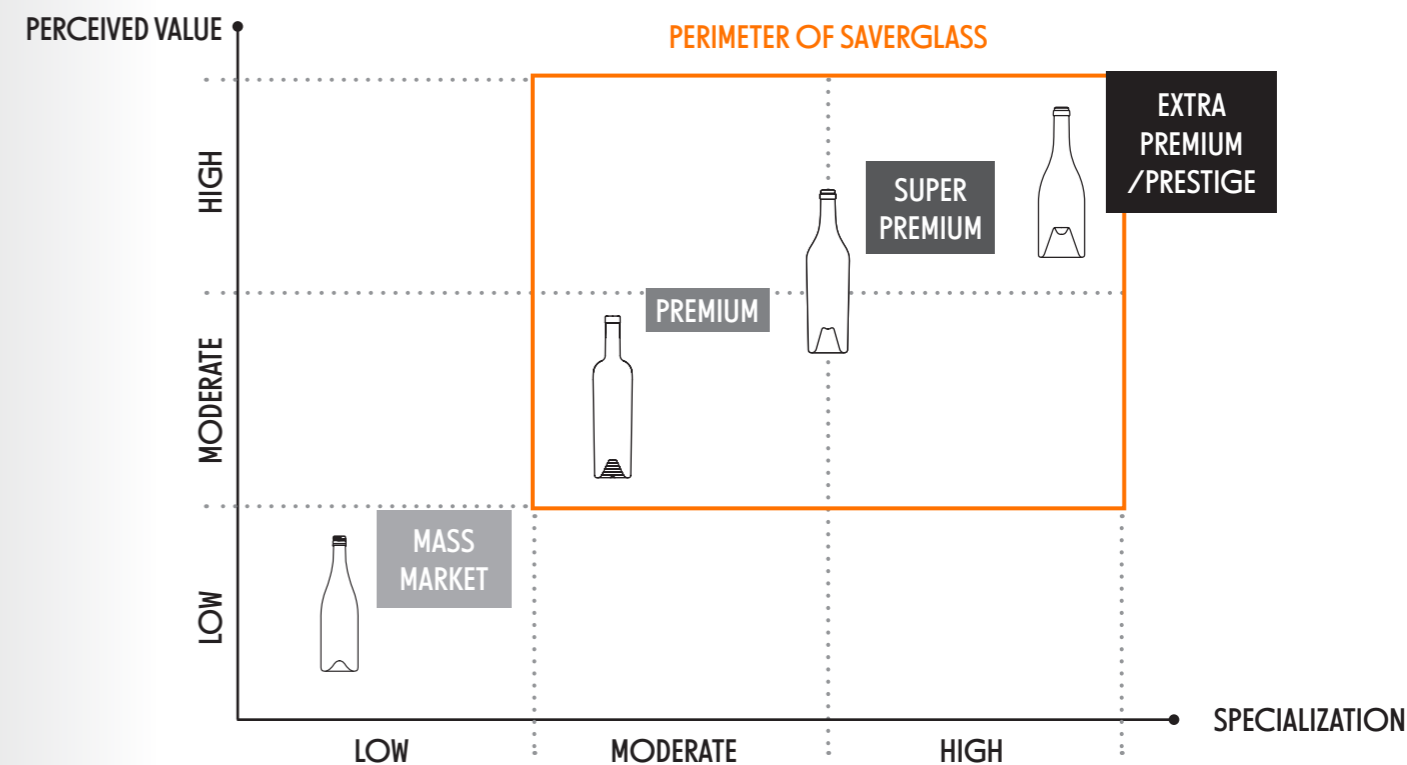 PERCEIVED VALUE
PERIMETER OF SAVERGLASS
EXTRA
PREMIUM
/PRESTIGE
HIGH
SUPER
PREMIUM
PREMIUM
MODERATE
MASS
MARKET
LOW
SPECIALIZATION
LOW
MODERATE
HIGH